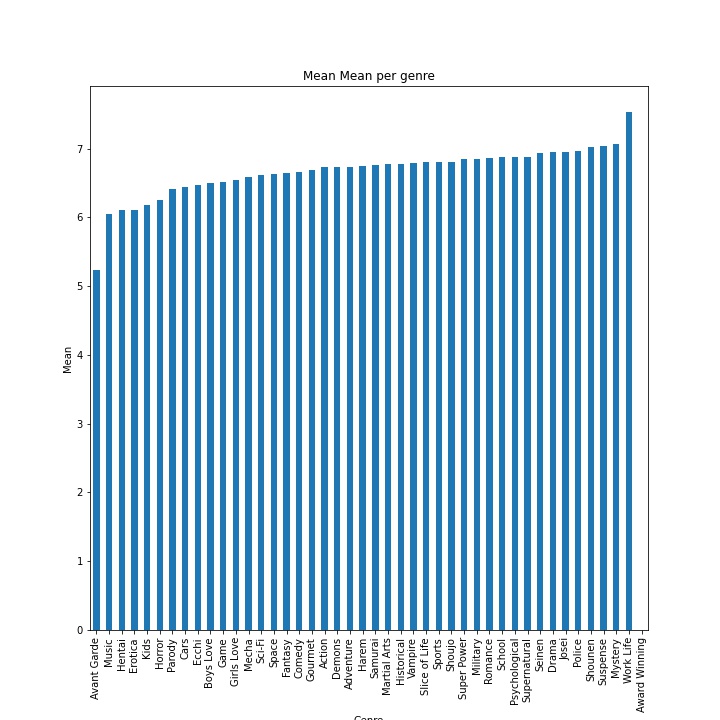 Mean Mean per genre
7
6
5
4
3
2
1
0
Mean
Avant Garde
Music
Hentai
Erotica
Kids
Horror
Parody
Cars
Ecchi
Boys Love
Game
Girls Love
Mecha
Sci-Fi
Space
Fantasy
Comedy
Gourmet
Action
Demons
Adventure
Harem
Samurai
Martial Arts
Historical
Vampire
Slice of Life
Sports
Shoujo
Super Power
Military
Romance
School
Psychological
Supernatural
Seinen
Drama
Josei
Police
Shounen
Suspense
Mystery
Work Life
Award Winning
Genre